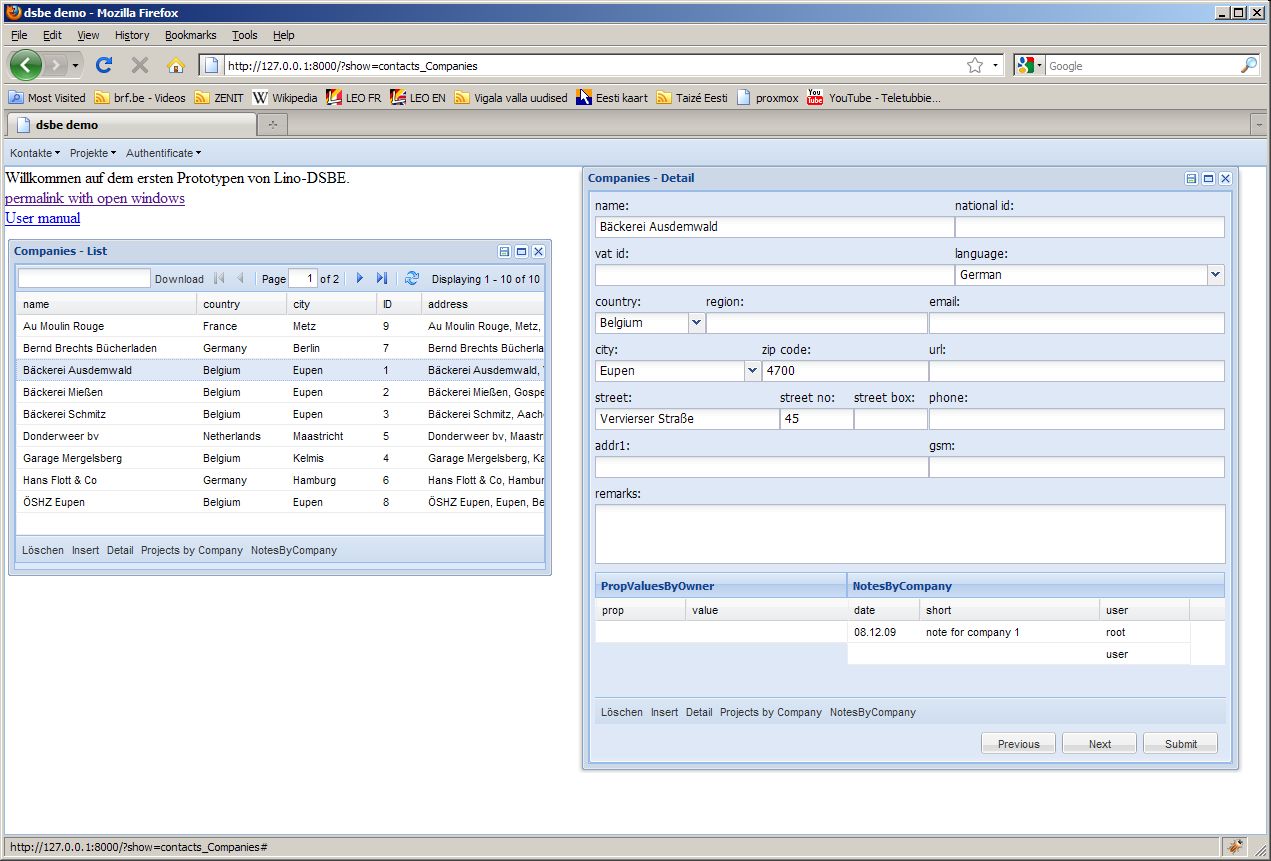 dsbe demo - Mozilla Firefox
File Edit View History Bookmarks Tools Help
http://127.0.0.1:8000/?show=contacts_Companies Google
Most Visited brf.be - Videos ZENIT W Wikipedia LEO FR LEO EN Vigala valla uudised Eesti kaart Taizé Eesti proxmox You Tube YouTube - Teletubbie...
dsbe demo
Kontakte Projekte Authentificate
Willkommen auf dem ersten Prototypen von Lino-DSBE.
permalink with open windows
User manual
Companies - List
Download Page 1 of 2 Displaying 1 - 10 of 10
name country city ID address
Au Moulin Rouge France Metz 9 Au Moulin Rouge, Metz,
Bernd Brechts Bücherladen Germany Berlin 7 Bernd Brechts Bücherla
Bäckerei Ausdemwald Belgium Eupen 1 Bäckerei Ausdemwald,
Bäckerei Mießen Belgium Eupen 2 Bäckerei Mießen, Gospe
Bäckerei Schmitz Belgium Eupen 3 Bäckerei Schmitz, Aach
Donderweer bv Netherlands Maastricht 5 Donderweer bv, Maastr
Garage Mergelsberg Belgium Kelmis 4 Garage Mergelsberg, Ka
Hans Flott & Co Germany Hamburg 6 Hans Flott & Co, Hambur
ÖSHZ Eupen Belgium Eupen 8 ÖSHZ Eupen, Eupen, Be
Löschen Insert Detail Projects by Company NotesByCompany
Companies - Detail
name: national id:
Bäckerei Ausdemwald
vat id: language:
German
country: region: email:
Belgium
city: zip code: url:
Eupen 4700
street: street no: street box: phone:
Vervierser Straße 45
addr1: gsm:
remarks:
PropValuesByOwner NotesByCompany
prop value date short user
08.12.09 note for company 1 root
user
Löschen Insert Detail Projects by Company NotesByCompany
Previous Next Submit
http://127.0.0.1:8000/?show=contacts_Companies#